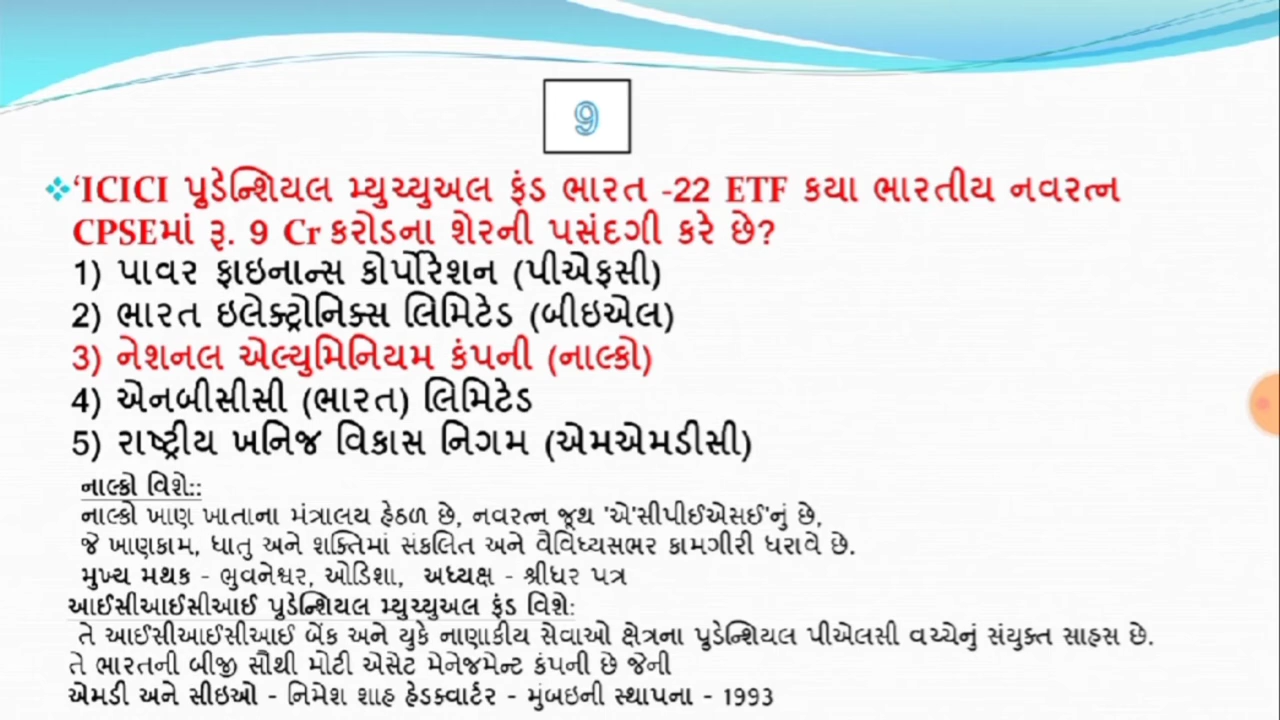 9
❖‘ICICI પ્રુડેન્શિયલ મ્યુચ્યુઅલ ફંડ ભારત -22 ETF કયા ભારતીય નવરત્ન
CPSEમાં રૂ. 9 Cr કરોડના શેરની પસંદગી કરે છે?
1) પાવર ફાઇનાન્સ કોર્પોરેશન (પીએફસી)
2) ભારત ઇલેક્ટ્રોનિક્સ લિમિટેડ (બીઇએલ)
3) નેશનલ એલ્યુમિનિયમ કંપની (નાલ્કો)
4) એનબીસીસી (ભારત) લિમિટેડ
5) રાષ્ટ્રીય ખનિજ વિકાસ નિગમ (એમએમડીસી)
નાલ્કો વિશે::
નાલ્કો ખાણ ખાતાના મંત્રાલય હેઠળ છે, નવરત્ન જૂથ 'એ'સીપીઈએસઈ'નું છે,
જે ખાણકામ, ધાતુ અને શક્તિમાં સંકલિત અને વૈવિધ્યસભર કામગીરી ધરાવે છે.
મુખ્ય મથક - ભુવનેશ્વર, ઓડિશા, અધ્યક્ષ - શ્રીધર પત્ર
આઈસીઆઈસીઆઈ પ્રુડેન્શિયલ મ્યુચ્યુઅલ ફંડ વિશે:
તે આઈસીઆઈસીઆઈ બેંક અને યુકે નાણાકીય સેવાઓ ક્ષેત્રના પ્રુડેન્શિયલ પીએલસી વચ્ચેનું સંયુક્ત સાહસ છે.
તે ભારતની બીજી સૌથી મોટી એસેટ મેનેજમેન્ટ કંપની છે જેની
એમડી અને સીઇઓ - નિમેશ શાહ હેડક્વાર્ટર - મુંબઇની સ્થાપના - 1993